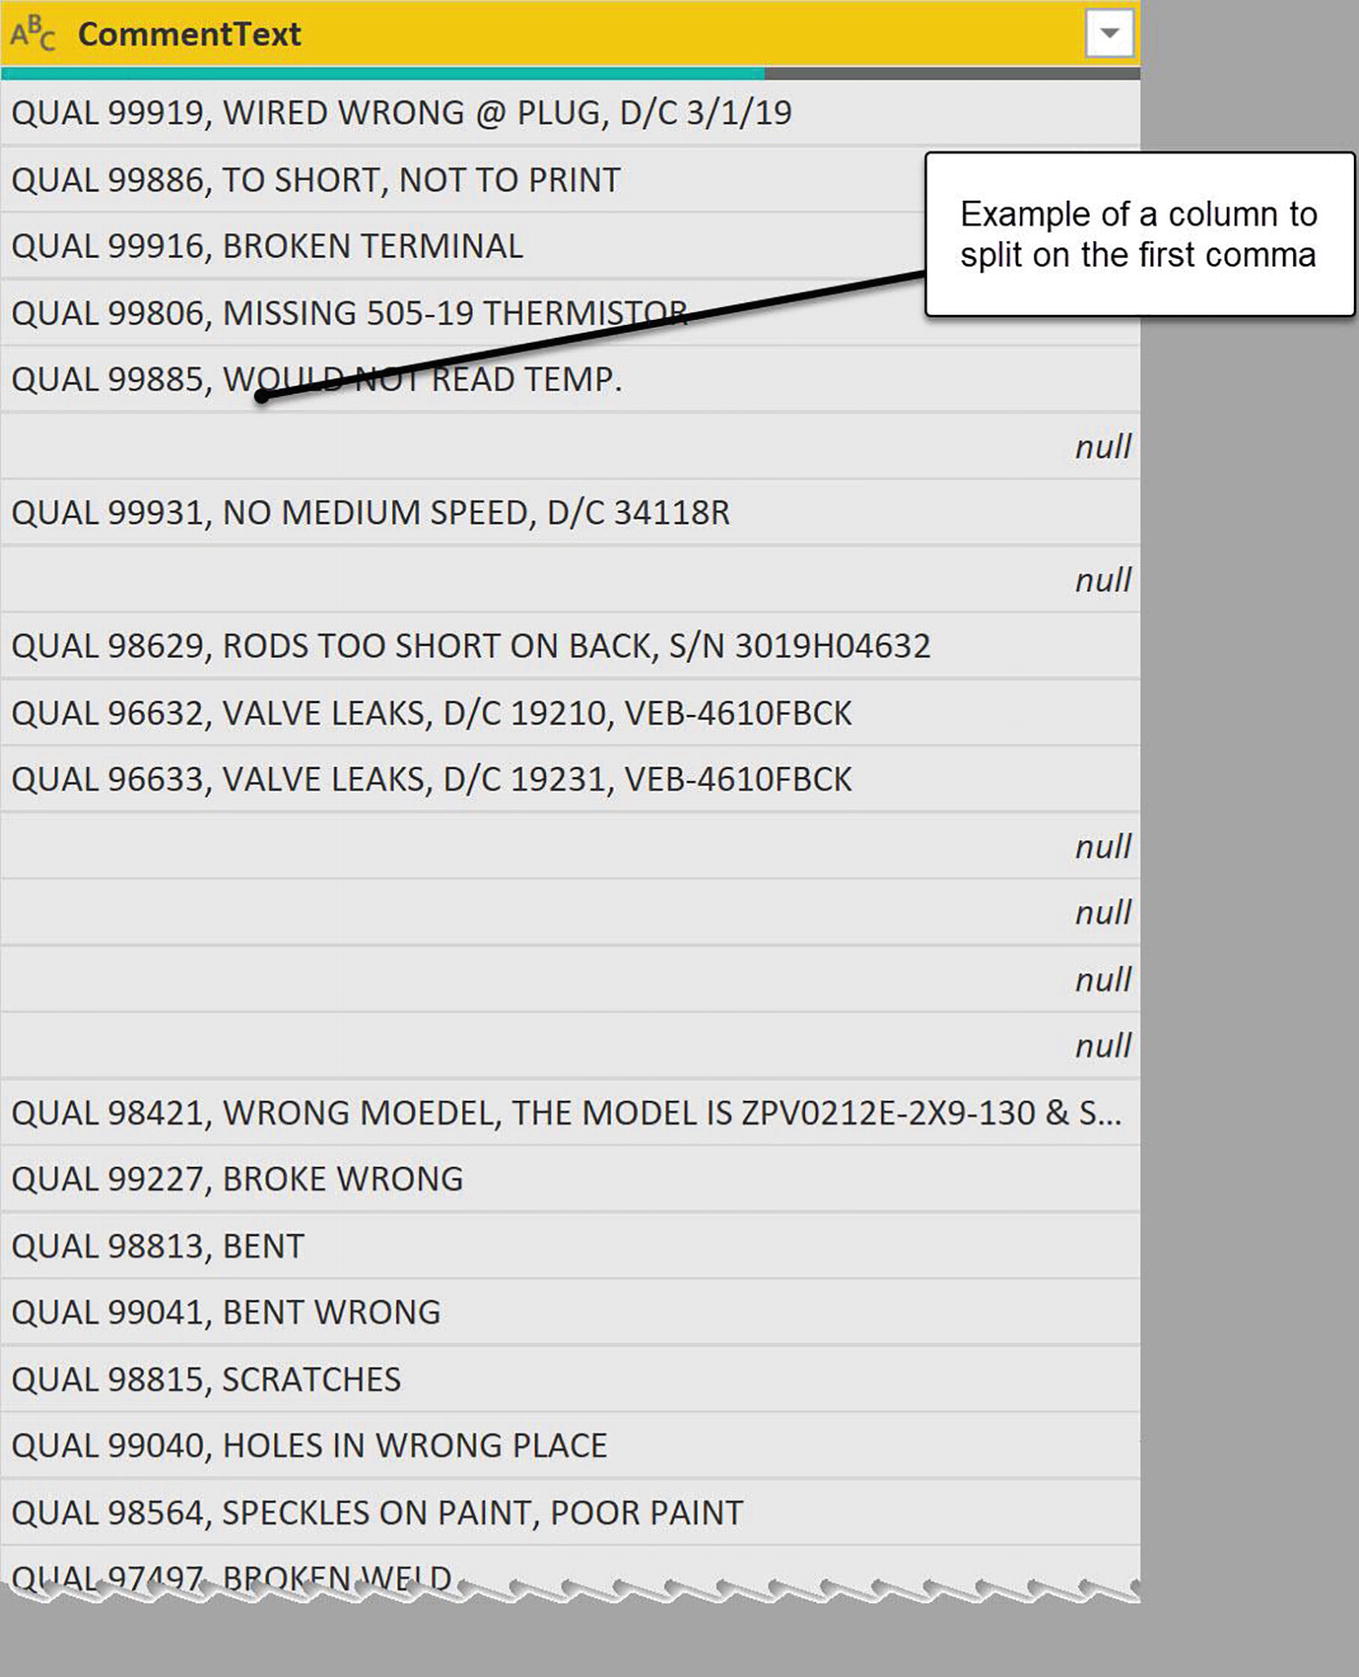 ABC CommentText
QUAL 99919, WIRED WRONG @ PLUG, D/C 3/1/19
QUAL 99886, TO SHORT, NOT TO PRINT
Example of a column to
split on the first comma
QUAL 99916, BROKEN TERMINAL
QUAL 99806, MISSING 505-19 THERMISTOR
QUAL 99885, WOULD NOT READ TEMP.
null
QUAL 99931, NO MEDIUM SPEED, D/C 34118R
null
QUAL 98629, RODS TOO SHORT ON BACK, S/N 3019H04632
QUAL 96632, VALVE LEAKS, D/C 19210, VEB-4610FBCK
QUAL 96633, VALVE LEAKS, D/C 19231, VEB-4610FBCK
null
null
null
null
QUAL 98421, WRONG MOEDEL, THE MODEL IS ZPV0212E-2X9-130 & S...
QUAL 99227, BROKE WRONG
QUAL 98813, BENT
QUAL 99041, BENT WRONG
QUAL 98815, SCRATCHES
QUAL 99040, HOLES IN WRONG PLACE
QUAL 98564, SPECKLES ON PAINT, POOR PAINT
QUAL 97497, BROKEN WELD